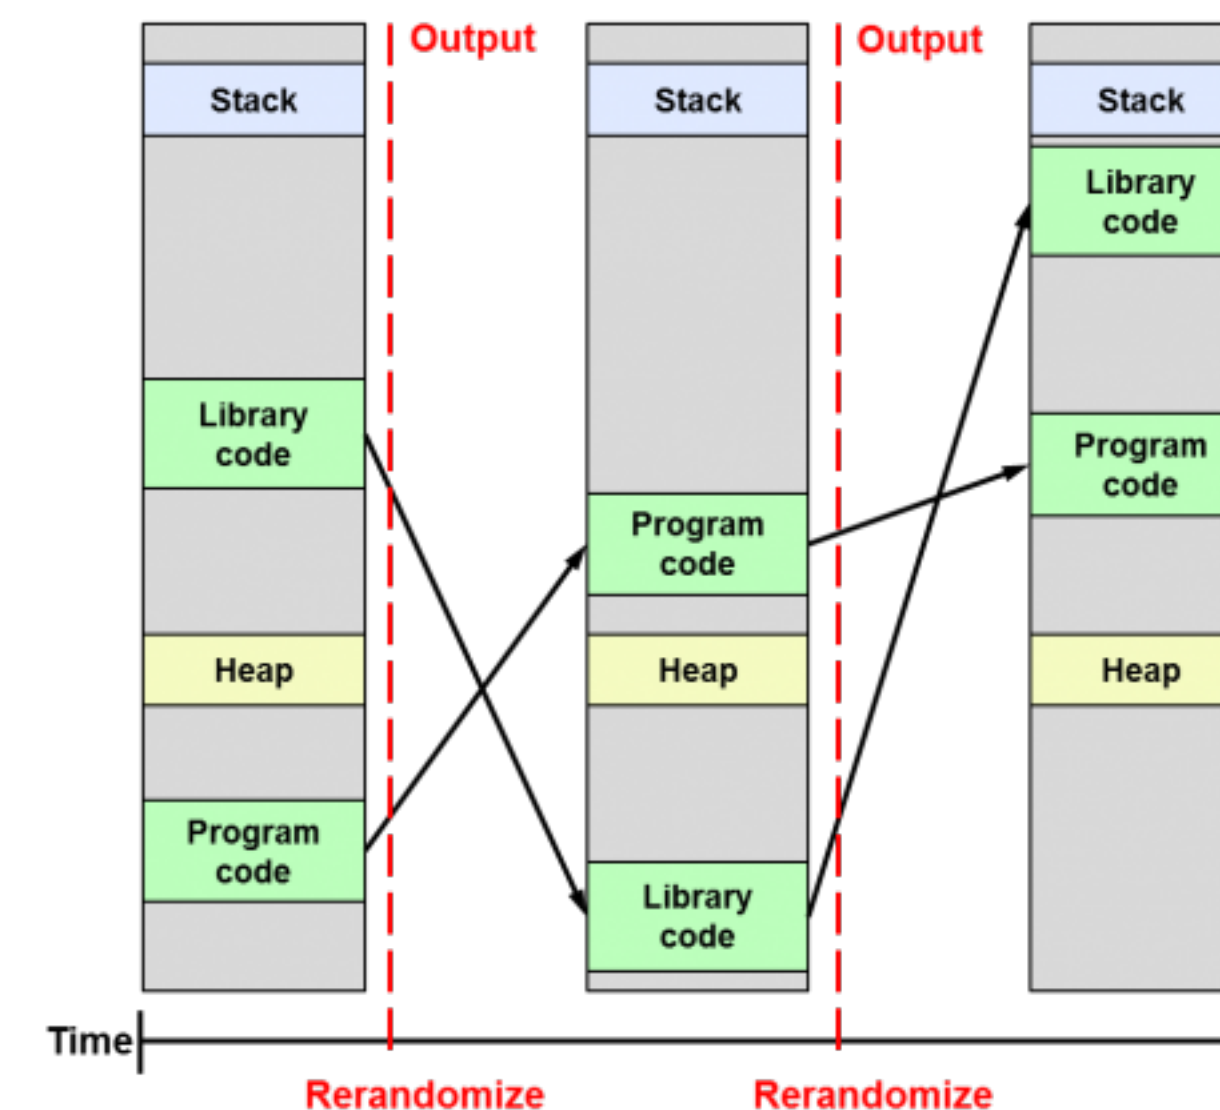 Output
Output
Stack
Stack
Stack
Library
code
Library
code
Program
code
Program
code
Heap
Heap
Heap
Program
code
Library
code
Time
Rerandomize
Rerandomize